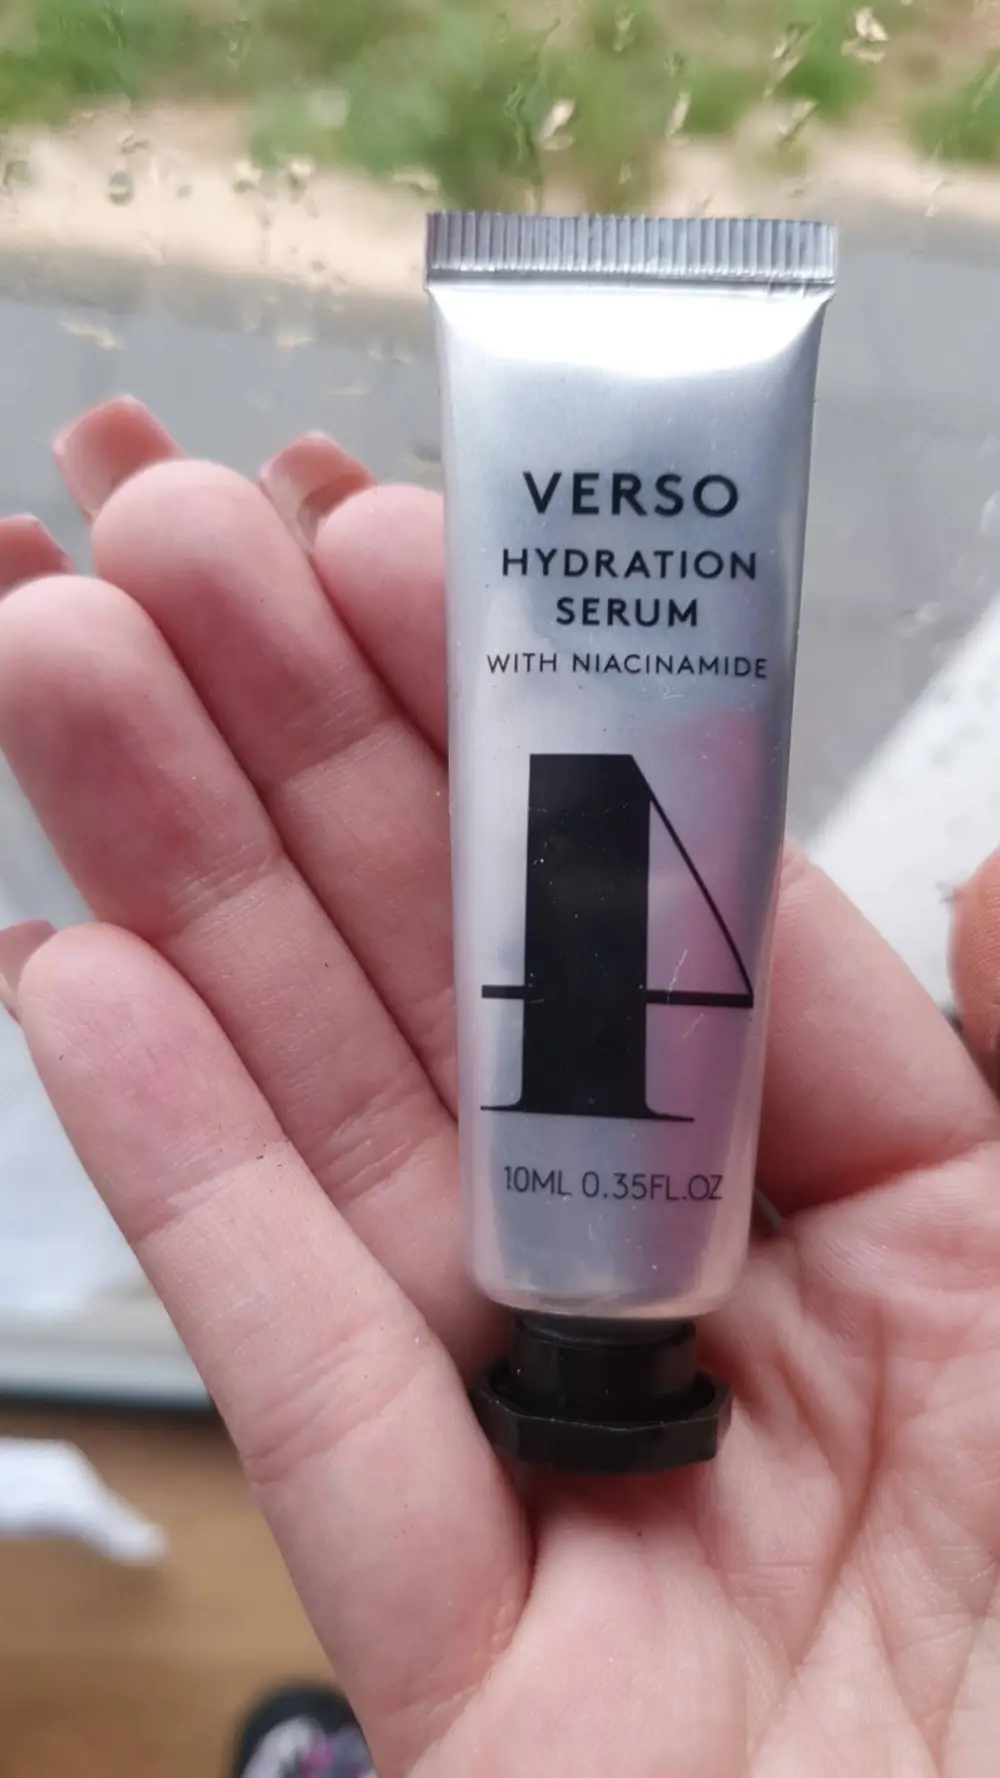 VERSO
HYDRATION
SERUM
WITH NIACINAMIDE
4
10ML 0.35FL.OZ